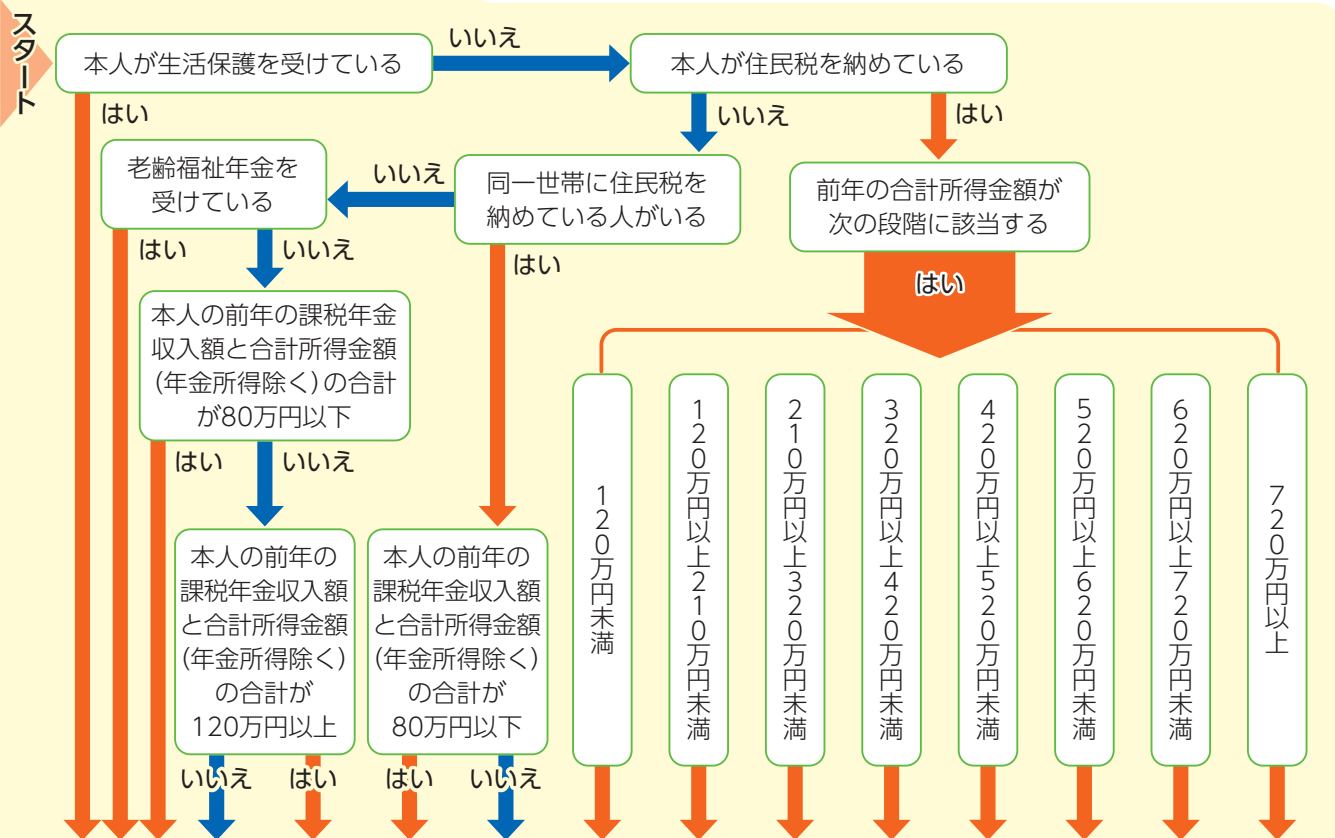 スタート
本人が生活保護を受けている
いいえ
本人が住民税を納めている
はい
いいえ
はい
老齢福祉年金を
受けている
いいえ
同一世帯に住民税を
納めている人がいる
前年の合計所得金額が
次の段階に該当する
はい
いいえ
はい
はい
本人の前年の課税年金
収入額と合計所得金額
(年金所得除く)の合計
が80万円以下
はい
いいえ
本人の前年の
課税年金収入額
と合計所得金額
(年金所得除く)
の合計が
120万円以上
本人の前年の
課税年金収入額
と合計所得金額
(年金所得除く)
の合計が
80万円以下
120万円未満
120万円以上210万円未満
210万円以上320万円未満
320万円以上420万円未満
420万円以上520万円未満
520万円以上620万円未満
620万円以上720万円未満
720万円以上
いいえ
はい
はい
いいえ